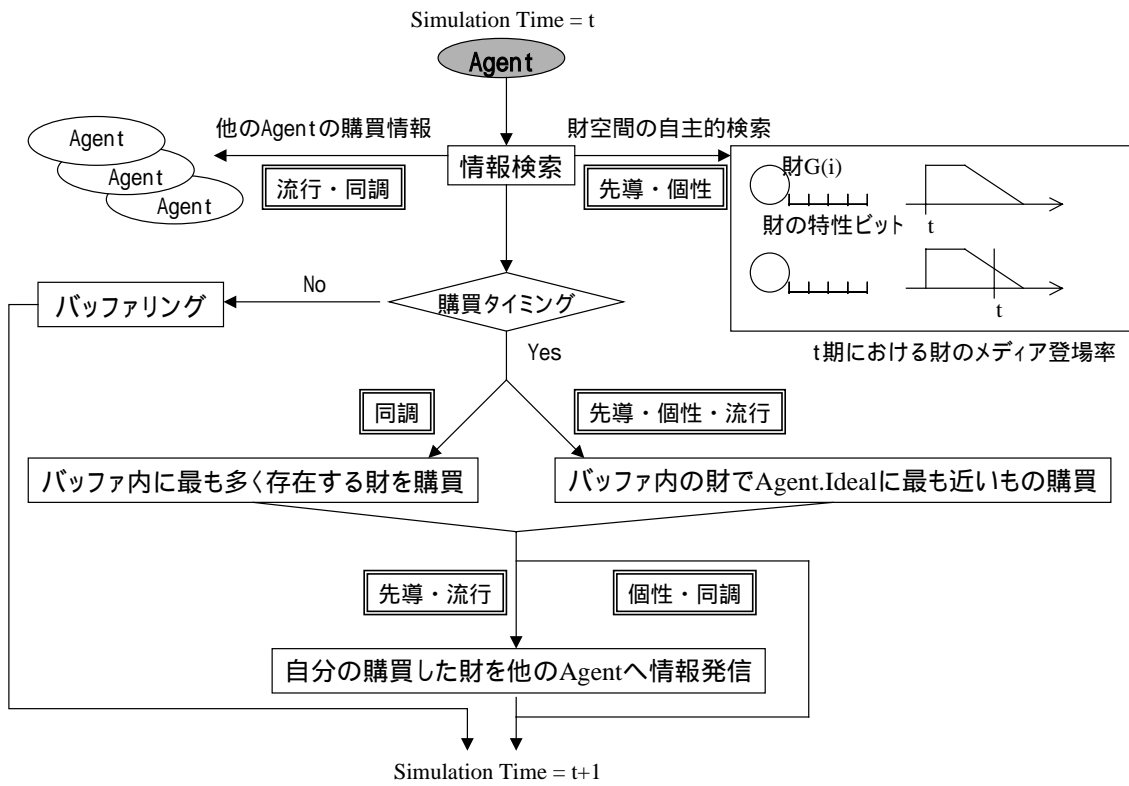 Simulation Time = t
Agent
他のAgentの購買情報
財空間の自主的検索
Agent
Agent
Agent
流行・同調
情報検索
先導・個性
財G(i)
財の特性ビット
t
t
t期における財のメディア登場率
バッファリング
No
購買タイミング
Yes
同調
先導・個性・流行
バッファ内に最も多く存在する財を購買
バッファ内の財でAgent.Idealに最も近いもの購買
先導・流行
個性・同調
自分の購買した財を他のAgentへ情報発信
Simulation Time = t+1